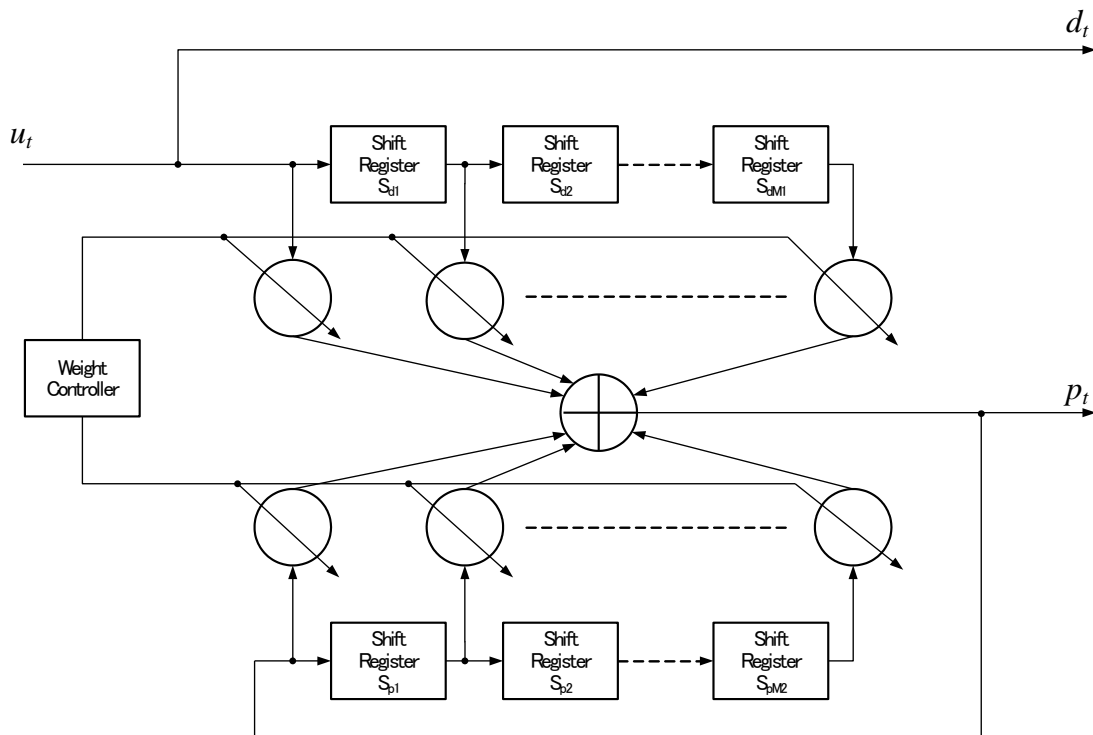 d_t
u_t
Shift
Register
S_d1
Shift
Register
S_d2
Shift
Register
S_dM1
Weight
Controller
p_t
Shift
Register
S_p1
Shift
Register
S_p2
Shift
Register
S_pM2